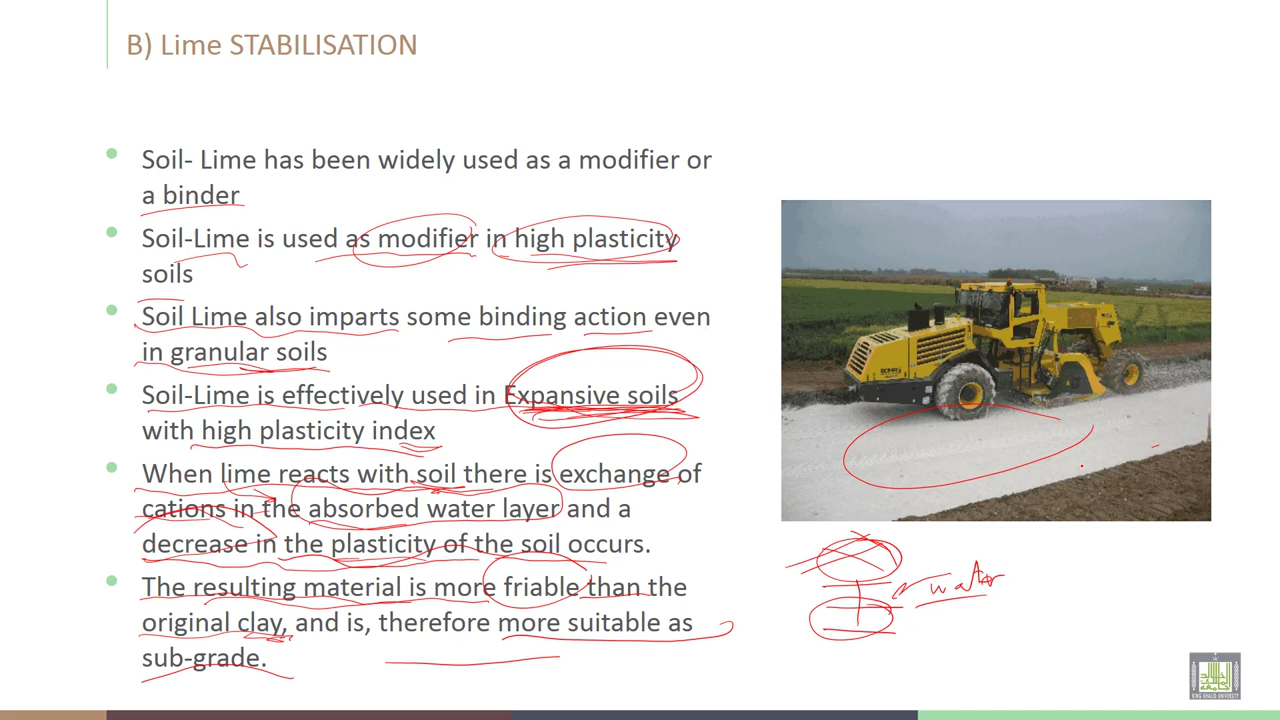 B) Lime STABILISATION
Soil- Lime has been widely used as a modifier or
a binder
Soil-Lime is used as modifier in high plasticity
soils
Soil Lime also imparts some binding action even
in granular soils
Soil-Lime is effectively used in Expansive soils
with high plasticity index
When lime reacts with soil there is exchange of
cations in the absorbed water layer and a
decrease in the plasticity of the soil occurs.
The resulting material is more friable than the
original clay, and is, therefore more suitable as
sub-grade.
BOMAG
water
KING KHALID UNIVERSITY